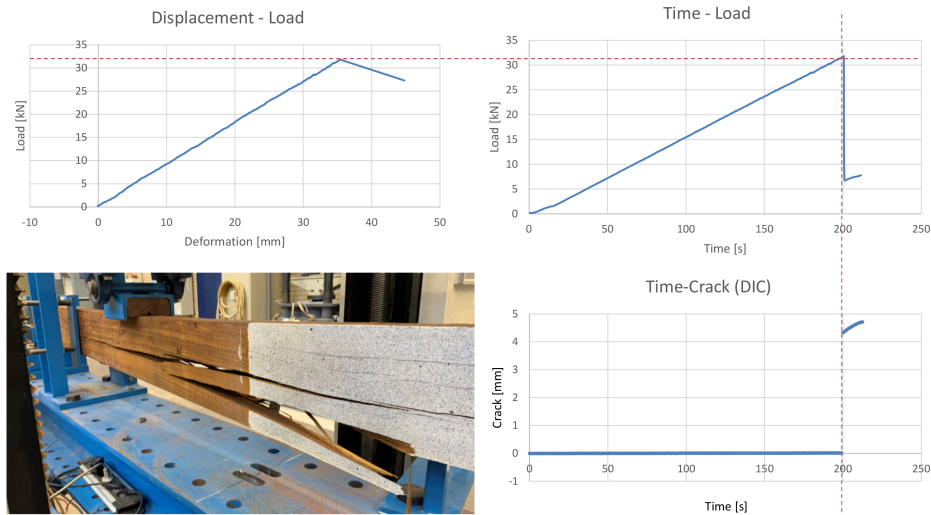 Displacement - Load
35
30
25
20
15
10
5
0
-10 0 10 20 30 40 50
Load [kN]
Deformation [mm]
Time - Load
35
30
25
20
15
10
5
0
0 50 100 150 200 250
Load [kN]
Time [s]
Time-Crack (DIC)
5
4
3
2
1
0
-1
0 50 100 150 200 250
Crack [mm]
Time [s]